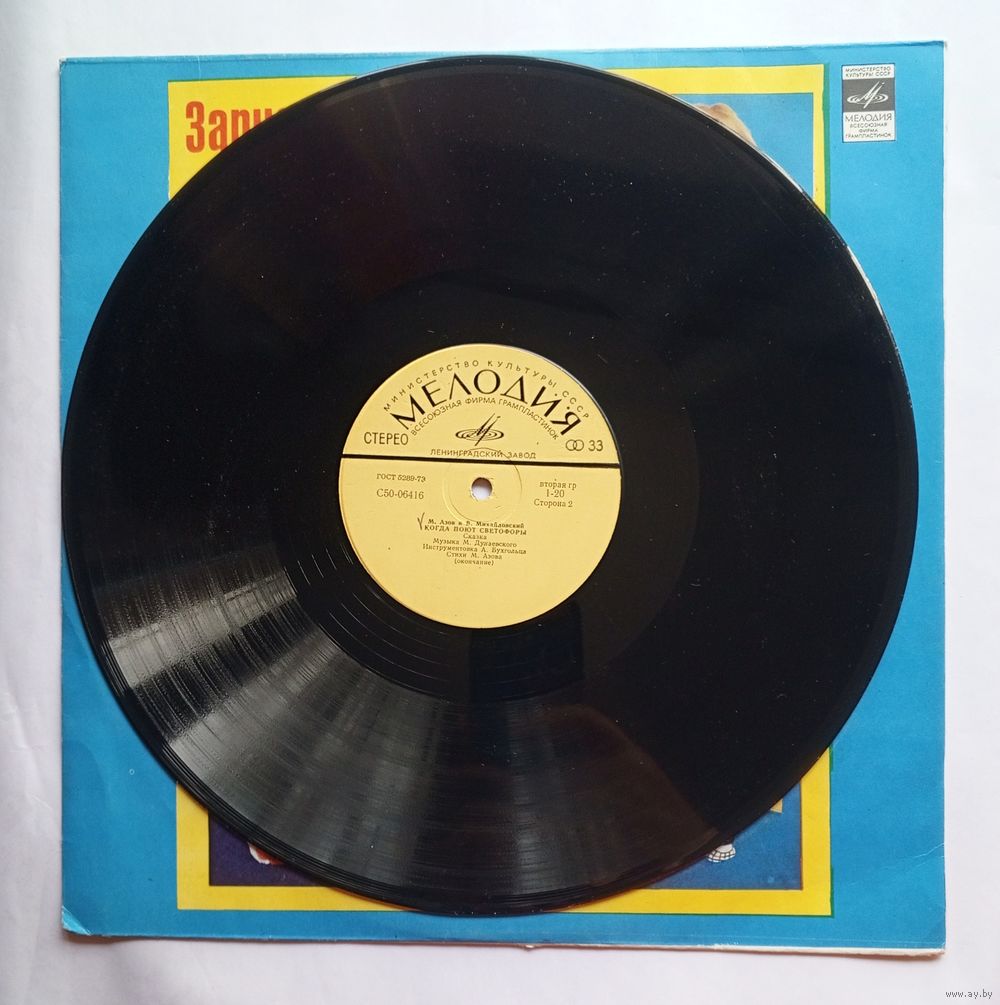 Запис
МИНИСТЕРСТВО
КУЛЬТУРЫ СССР
МЕЛОДИЯ
ВСЕСОЮЗНАЯ
ФИРМА
ГРАМПЛАСТИНОК
МИНИСТЕРСТВО КУЛЬТУРЫ СССР
МЕЛОДИЯ
ВСЕСОЮЗНАЯ ФИРМА ГРАМПЛАСТИНОК
СТЕРЕО
33
ЛЕНИНГРАДСКИЙ ЗАВОД
ГОСТ 5289-73
С50-06416
вторая гр
1-20
Сторона 2
М. Азов и В. Михайловский
КОГДА ПОЮТ СВЕТОФОРЫ
Сказка
Музыка М. Дунаевского
Инструментовка А. Бухгольца
Стихи М. Азова
(окончание)
www.ay.by